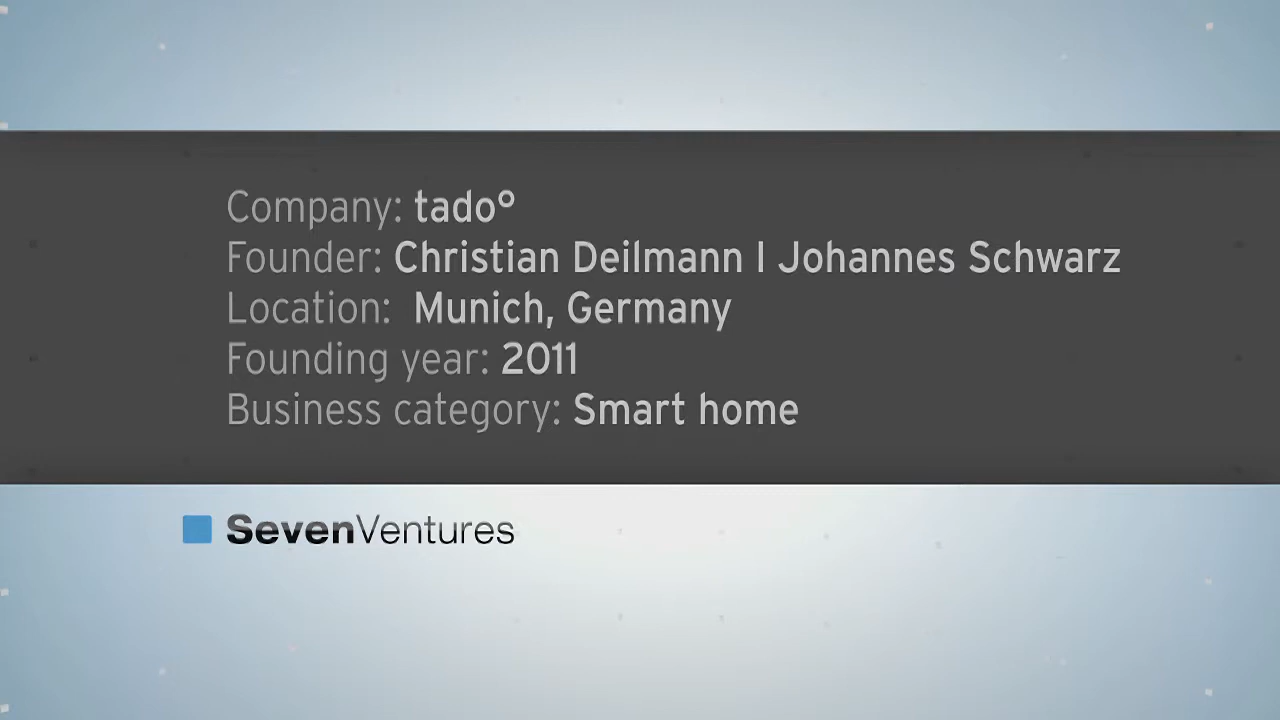 Company: tado°
Founder: Christian Deilmann I Johannes Schwarz
Location: Munich, Germany
Founding year: 2011
Business category: Smart home
SevenVentures